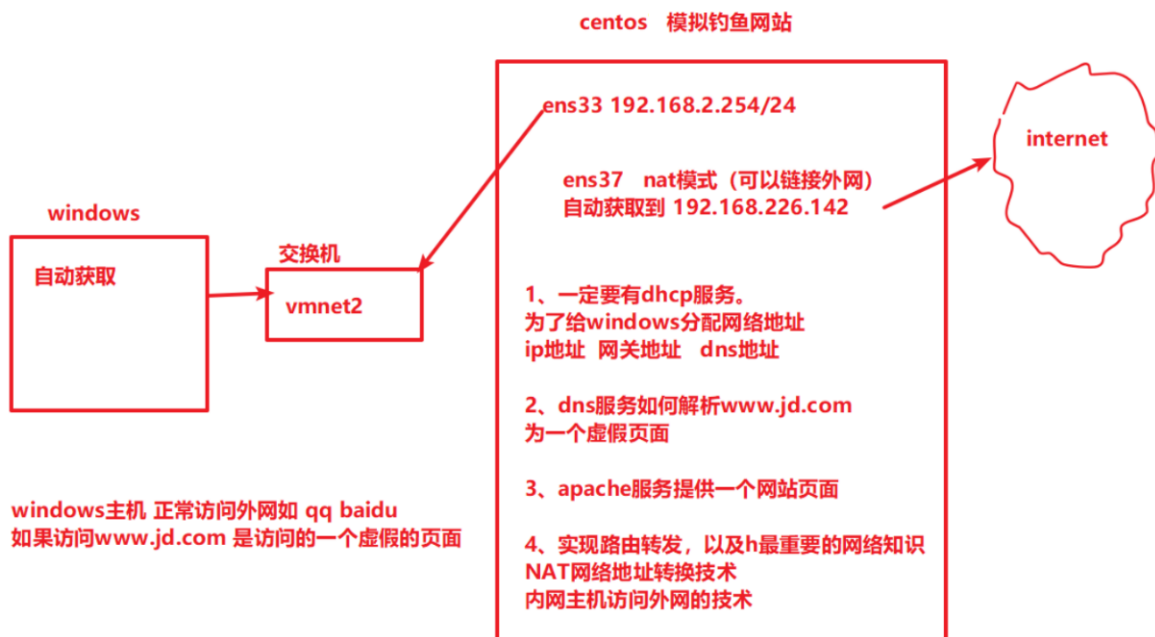 centos 模拟钓鱼网站
ens33 192.168.2.254/24
internet
ens37 nat模式（可以链接外网）
自动获取到 192.168.226.142
windows
自动获取
交换机
vmnet2
1、一定要有dhcp服务。
为了给windows分配网络地址
ip地址 网关地址 dns地址
2、dns服务如何解析www.jd.com
为一个虚假页面
3、apache服务提供一个网站页面
windows主机 正常访问外网如 qq baidu
如果访问www.jd.com 是访问的一个虚假的页面
4、实现路由转发，以及h最重要的网络知识
NAT网络地址转换技术
内网主机访问外网的技术